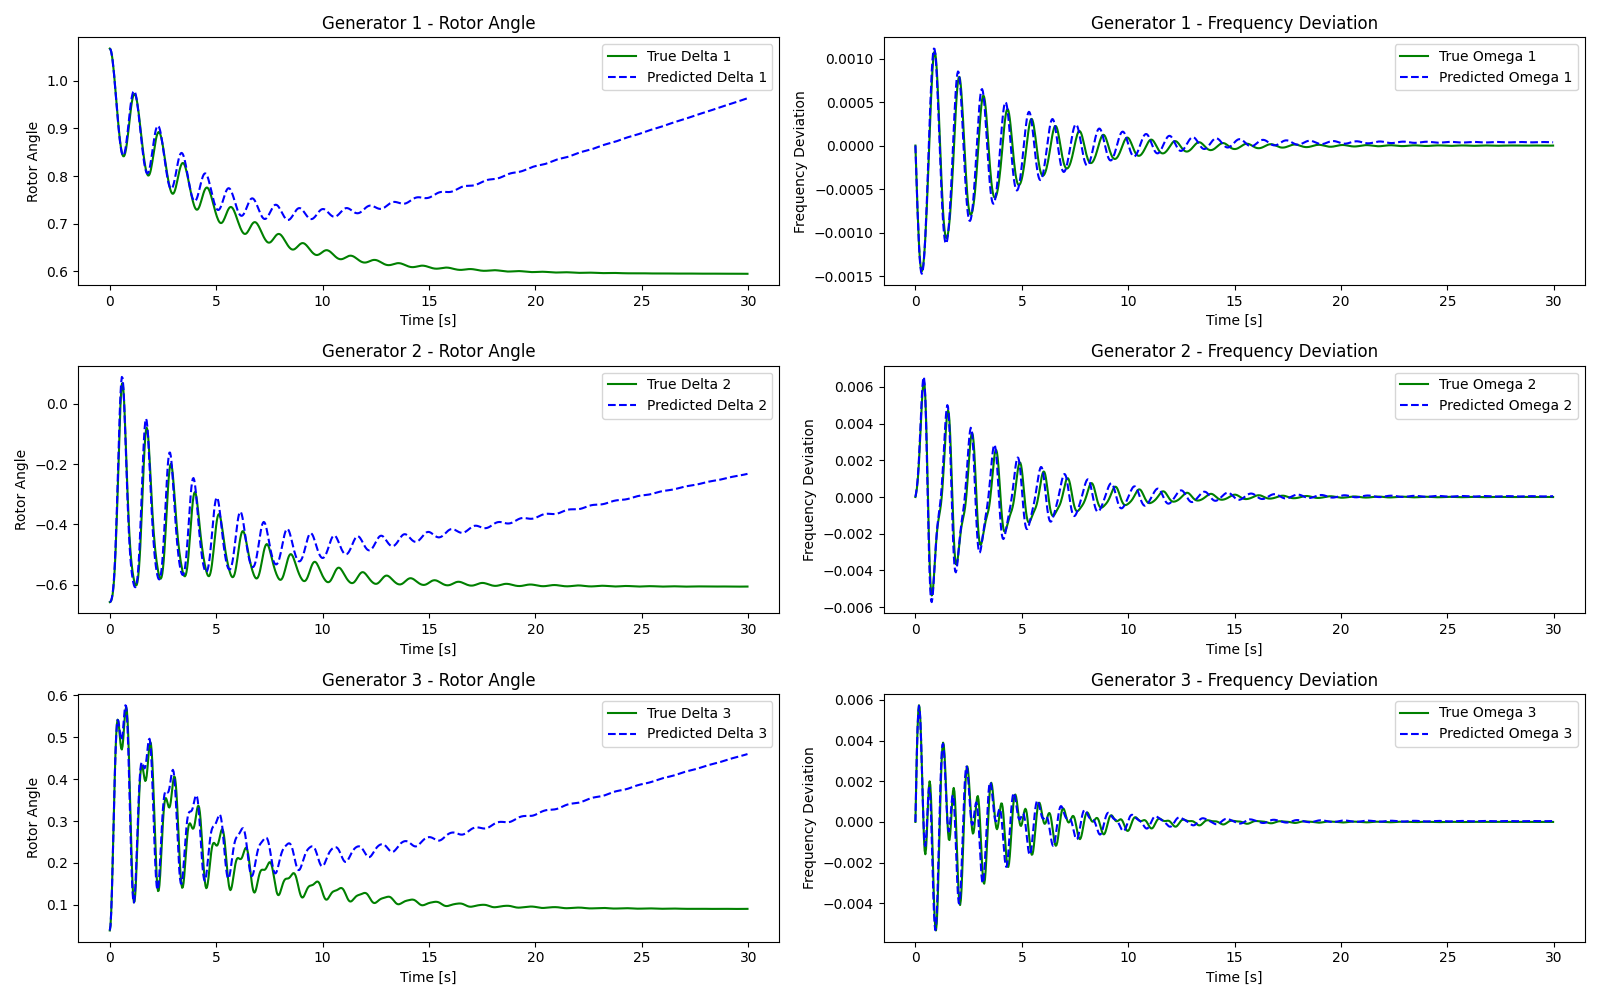 Generator 1 - Rotor Angle
Rotor Angle
1.0
0.9
0.8
0.7
0.6
True Delta 1
Predicted Delta 1
0 5 10 15 20 25 30
Time [s]
Generator 1 - Frequency Deviation
Frequency Deviation
0.0010
0.0005
0.0000
−0.0005
−0.0010
−0.0015
True Omega 1
Predicted Omega 1
0 5 10 15 20 25 30
Time [s]
Generator 2 - Rotor Angle
Rotor Angle
0.0
−0.2
−0.4
−0.6
True Delta 2
Predicted Delta 2
0 5 10 15 20 25 30
Time [s]
Generator 2 - Frequency Deviation
Frequency Deviation
0.006
0.004
0.002
0.000
−0.002
−0.004
−0.006
True Omega 2
Predicted Omega 2
0 5 10 15 20 25 30
Time [s]
Generator 3 - Rotor Angle
Rotor Angle
0.6
0.5
0.4
0.3
0.2
0.1
True Delta 3
Predicted Delta 3
0 5 10 15 20 25 30
Time [s]
Generator 3 - Frequency Deviation
Frequency Deviation
0.006
0.004
0.002
0.000
−0.002
−0.004
True Omega 3
Predicted Omega 3
0 5 10 15 20 25 30
Time [s]